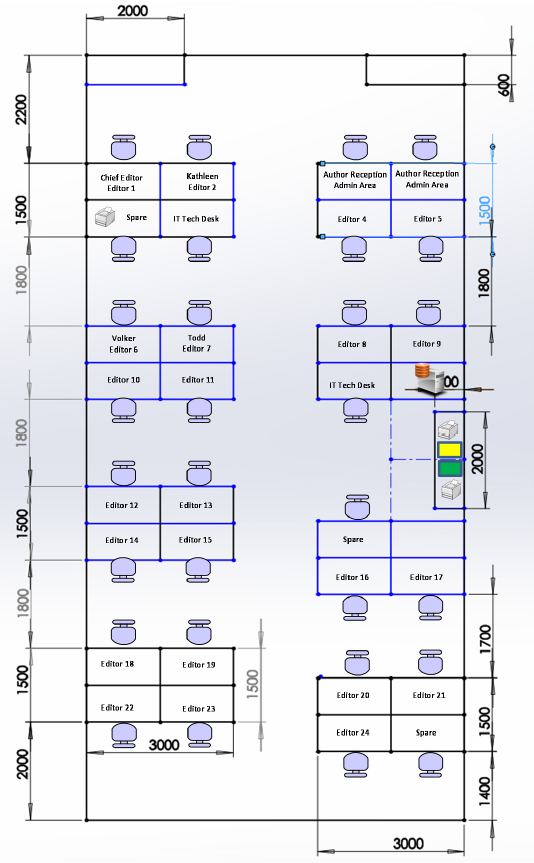 2000
600
2200
Chief Editor
Editor 1
Kathleen
Editor 2
Author Reception
Admin Area
Author Reception
Admin Area
1500
Spare
IT Tech Desk
Editor 4
Editor 5
1500
1800
1800
Volker
Editor 6
Todd
Editor 7
Editor 8
Editor 9
Editor 10
Editor 11
IT Tech Desk
00
1800
2000
1500
Editor 12
Editor 13
Editor 14
Editor 15
Spare
Editor 16
Editor 17
1800
1700
1500
Editor 18
Editor 19
1500
Editor 22
Editor 23
Editor 20
Editor 21
1500
Editor 24
Spare
3000
2000
1400
3000